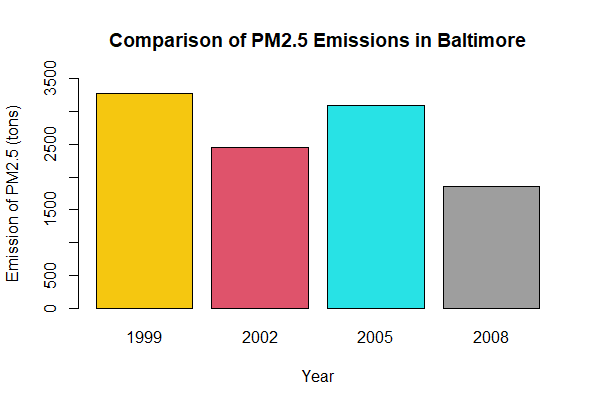 Comparison of PM2.5 Emissions in Baltimore
Emission of PM2.5 (tons)
3500
2500
1500
500
0
1999 2002 2005 2008
Year